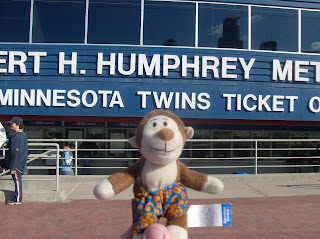 ERT H. HUMPHREY MET
MINNESOTA TWINS TICKET O